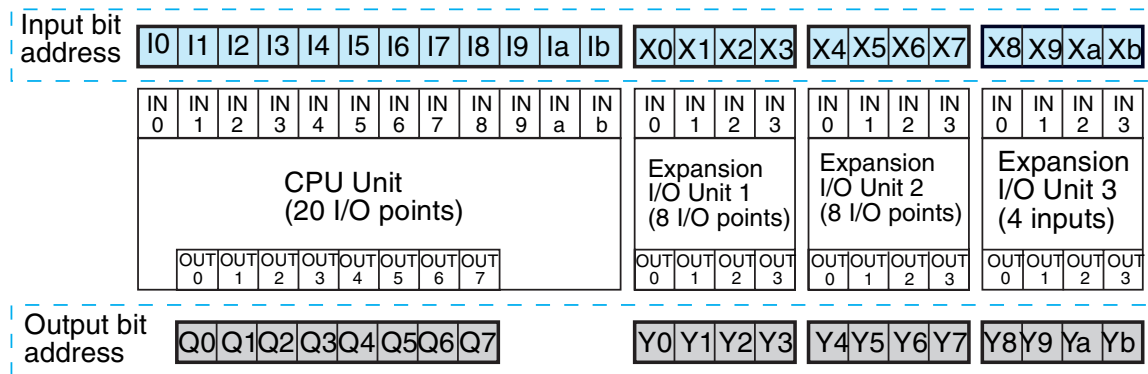 Input bit address
I0 I1 I2 I3 I4 I5 I6 I7 I8 I9 Ia Ib X0 X1 X2 X3 X4 X5 X6 X7 X8 X9 Xa Xb
IN 0 IN 1 IN 2 IN 3 IN 4 IN 5 IN 6 IN 7 IN 8 IN 9 IN a IN b IN 0 IN 1 IN 2 IN 3 IN 0 IN 1 IN 2 IN 3 IN 0 IN 1 IN 2 IN 3
CPU Unit
(20 I/O points)
Expansion
I/O Unit 1
(8 I/O points)
Expansion
I/O Unit 2
(8 I/O points)
Expansion
I/O Unit 3
(4 inputs)
OUT 0 OUT 1 OUT 2 OUT 3 OUT 4 OUT 5 OUT 6 OUT 7 OUT 0 OUT 1 OUT 2 OUT 3 OUT 0 OUT 1 OUT 2 OUT 3 OUT 0 OUT 1 OUT 2 OUT 3
Output bit address
Q0 Q1 Q2 Q3 Q4 Q5 Q6 Q7 Y0 Y1 Y2 Y3 Y4 Y5 Y6 Y7 Y8 Y9 Ya Yb